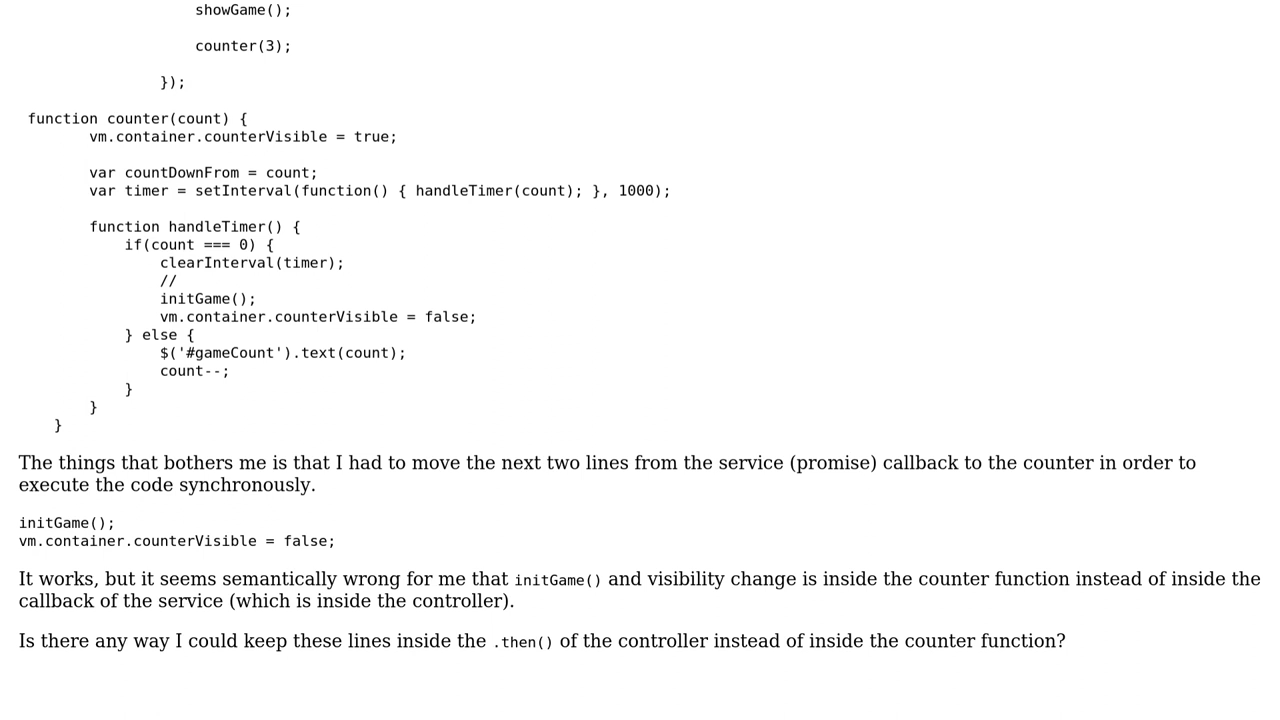 showGame();
counter(3);
});
function counter(count) {
vm.container.counterVisible = true;
var countDownFrom = count;
var timer = setInterval(function() { handleTimer(count); }, 1000);
function handleTimer() {
if(count === 0) {
clearInterval(timer);
//
initGame();
vm.container.counterVisible = false;
} else {
$('#gameCount').text(count);
count--;
}
}
}
The things that bothers me is that I had to move the next two lines from the service (promise) callback to the counter in order to
execute the code synchronously.
initGame();
vm.container.counterVisible = false;
It works, but it seems semantically wrong for me that initGame() and visibility change is inside the counter function instead of inside the
callback of the service (which is inside the controller).
Is there any way I could keep these lines inside the .then() of the controller instead of inside the counter function?